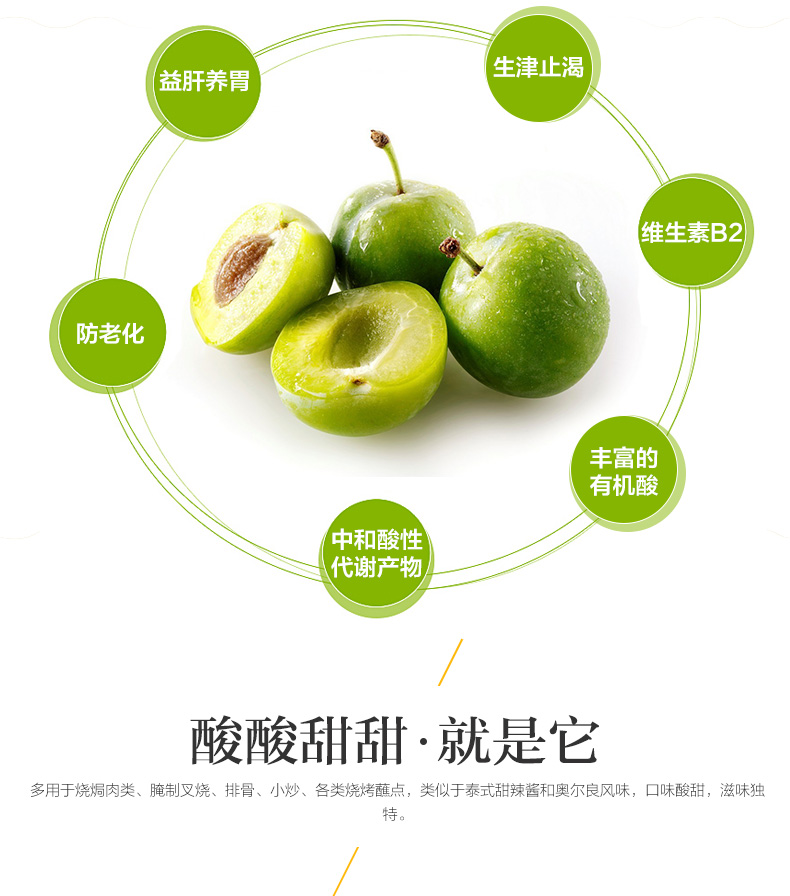 益肝养胃
生津止渴
维生素B2
防老化
丰富的
有机酸
中和酸性
代谢产物
酸酸甜甜·就是它
多用于烧焗肉类、腌制叉烧、排骨、小炒、各类烧烤蘸点，类似于泰式甜辣酱和奥尔良风味，口味酸甜，滋味独
特。